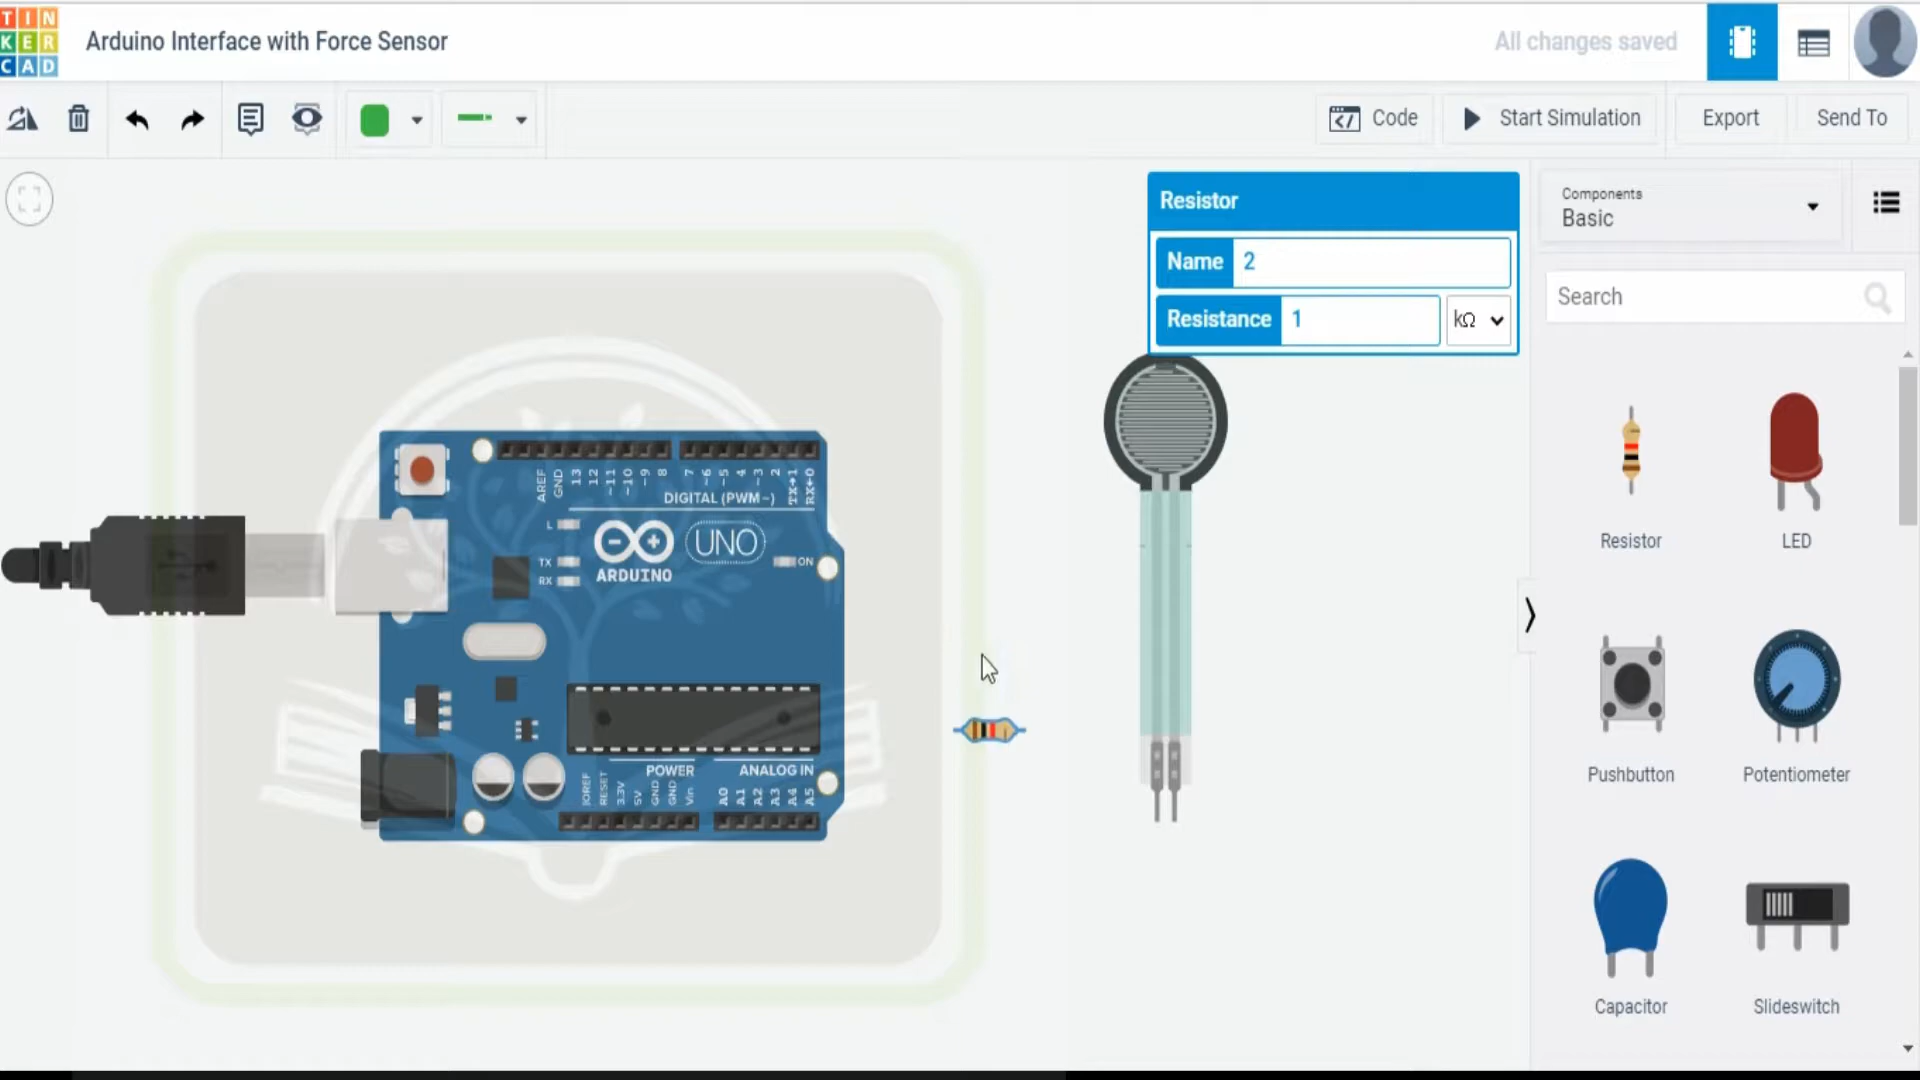 TIN
KER
CAD
Arduino Interface with Force Sensor
All changes saved
Code
Start Simulation
Export
Send To
Resistor
Name 2
Resistance 1 kΩ
Components
Basic
Search
Resistor
LED
Pushbutton
Potentiometer
Capacitor
Slideswitch
AREF
GND
13
12
~11
~10
~9
8
7
~6
~5
4
~3
2
TX→1
RX←0
DIGITAL (PWM~)
L
TX
RX
ARDUINO
UNO
ON
POWER
ANALOG IN
IOREF
RESET
3.3V
5V
GND
GND
Vin
A0
A1
A2
A3
A4
A5